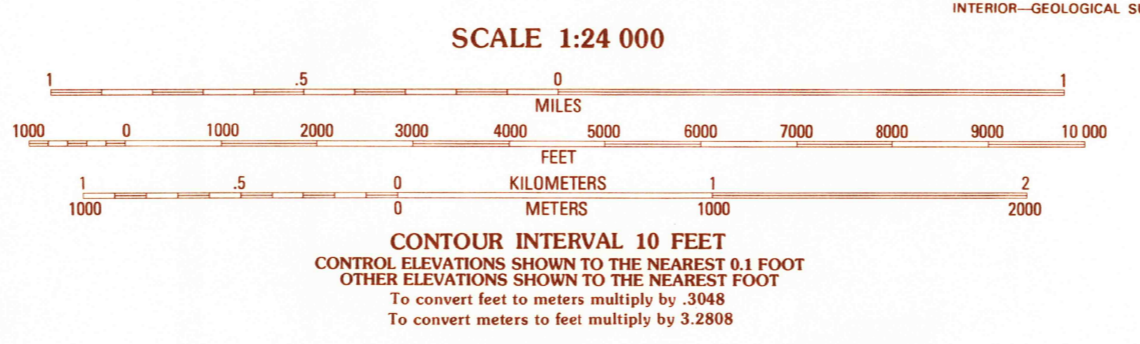 INTERIOR—GEOLOGICAL
SCALE 1:24 000
1 .5 0 1
MILES
1000 0 1000 2000 3000 4000 5000 6000 7000 8000 9000 10 000
FEET
1 .5 0 KILOMETERS 1 2
1000 0 METERS 1000 2000
CONTOUR INTERVAL 10 FEET
CONTROL ELEVATIONS SHOWN TO THE NEAREST 0.1 FOOT
OTHER ELEVATIONS SHOWN TO THE NEAREST FOOT
To convert feet to meters multiply by .3048
To convert meters to feet multiply by 3.2808